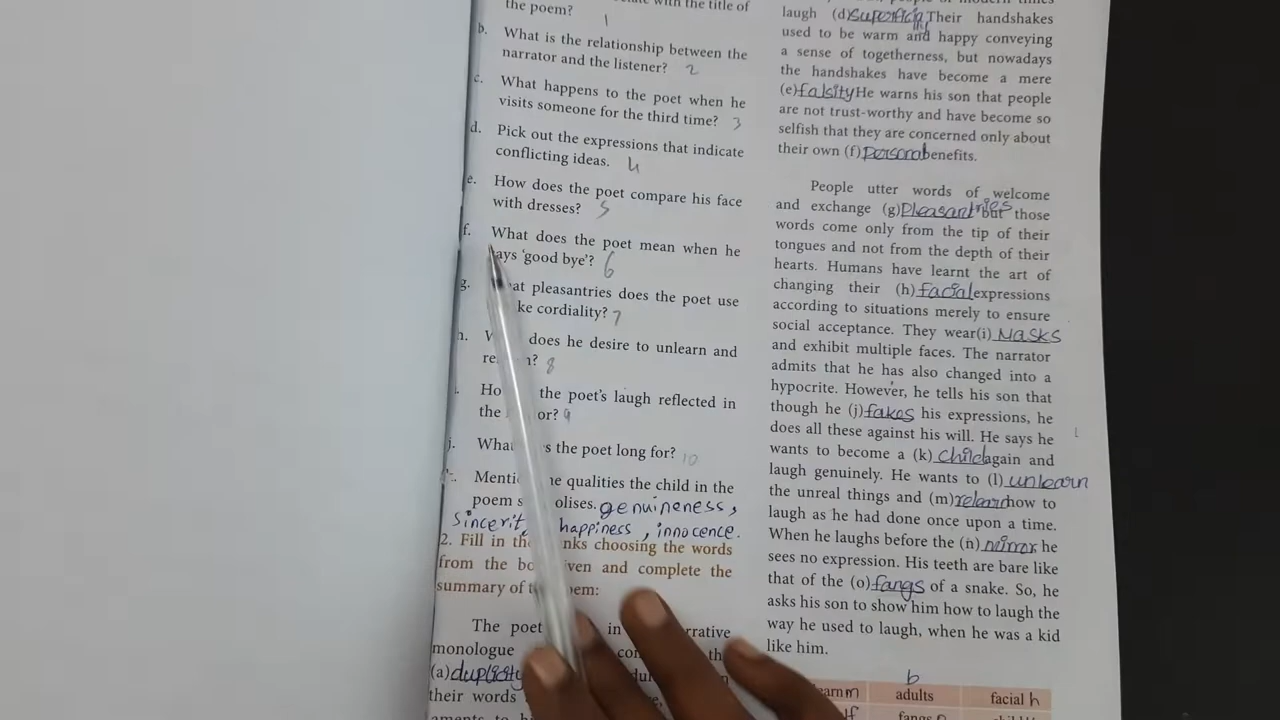 with the title of
the poem? 1
b. What is the relationship between the
narrator and the listener? 2
c. What happens to the poet when he
visits someone for the third time? 3
d. Pick out the expressions that indicate
conflicting ideas. 4
e. How does the poet compare his face
with dresses? 5
f. What does the poet mean when he
ays 'good bye'? 6
g. at pleasantries does the poet use
ke cordiality? 7
h. W does he desire to unlearn and
re n? 8
Ho the poet's laugh reflected in
the or? 9
j. What s the poet long for? 10
Menti he qualities the child in the
poem s olises. genuineness,
sincerit happiness, innocence.
2. Fill in th nks choosing the words
from the bo iven and complete the
summary of t em:
The poet in rrative
monologue con th
(a) duplicity du
their words
laugh (d) Their handshakes
used to be warm and happy conveying
a sense of togetherness, but nowadays
the handshakes have become a mere
(e) falsity He warns his son that people
are not trust-worthy and have become so
selfish that they are concerned only about
their own (f) personal benefits.
People utter words of welcome
and exchange (g) Pleasantries but those
words come only from the tip of their
tongues and not from the depth of their
hearts. Humans have learnt the art of
changing their (h) facial expressions
according to situations merely to ensure
social acceptance. They wear(i) Masks
and exhibit multiple faces. The narrator
admits that he has also changed into a
hypocrite. However, he tells his son that
though he (j) fakes his expressions, he
does all these against his will. He says he
wants to become a (k) child again and
laugh genuinely. He wants to (l) unlearn
the unreal things and (m) relearn how to
laugh as he had done once upon a time.
When he laughs before the (n) mirror he
sees no expression. His teeth are bare like
that of the (o) fangs of a snake. So, he
asks his son to show him how to laugh the
way he used to laugh, when he was a kid
like him.
b
earn m adults facial h